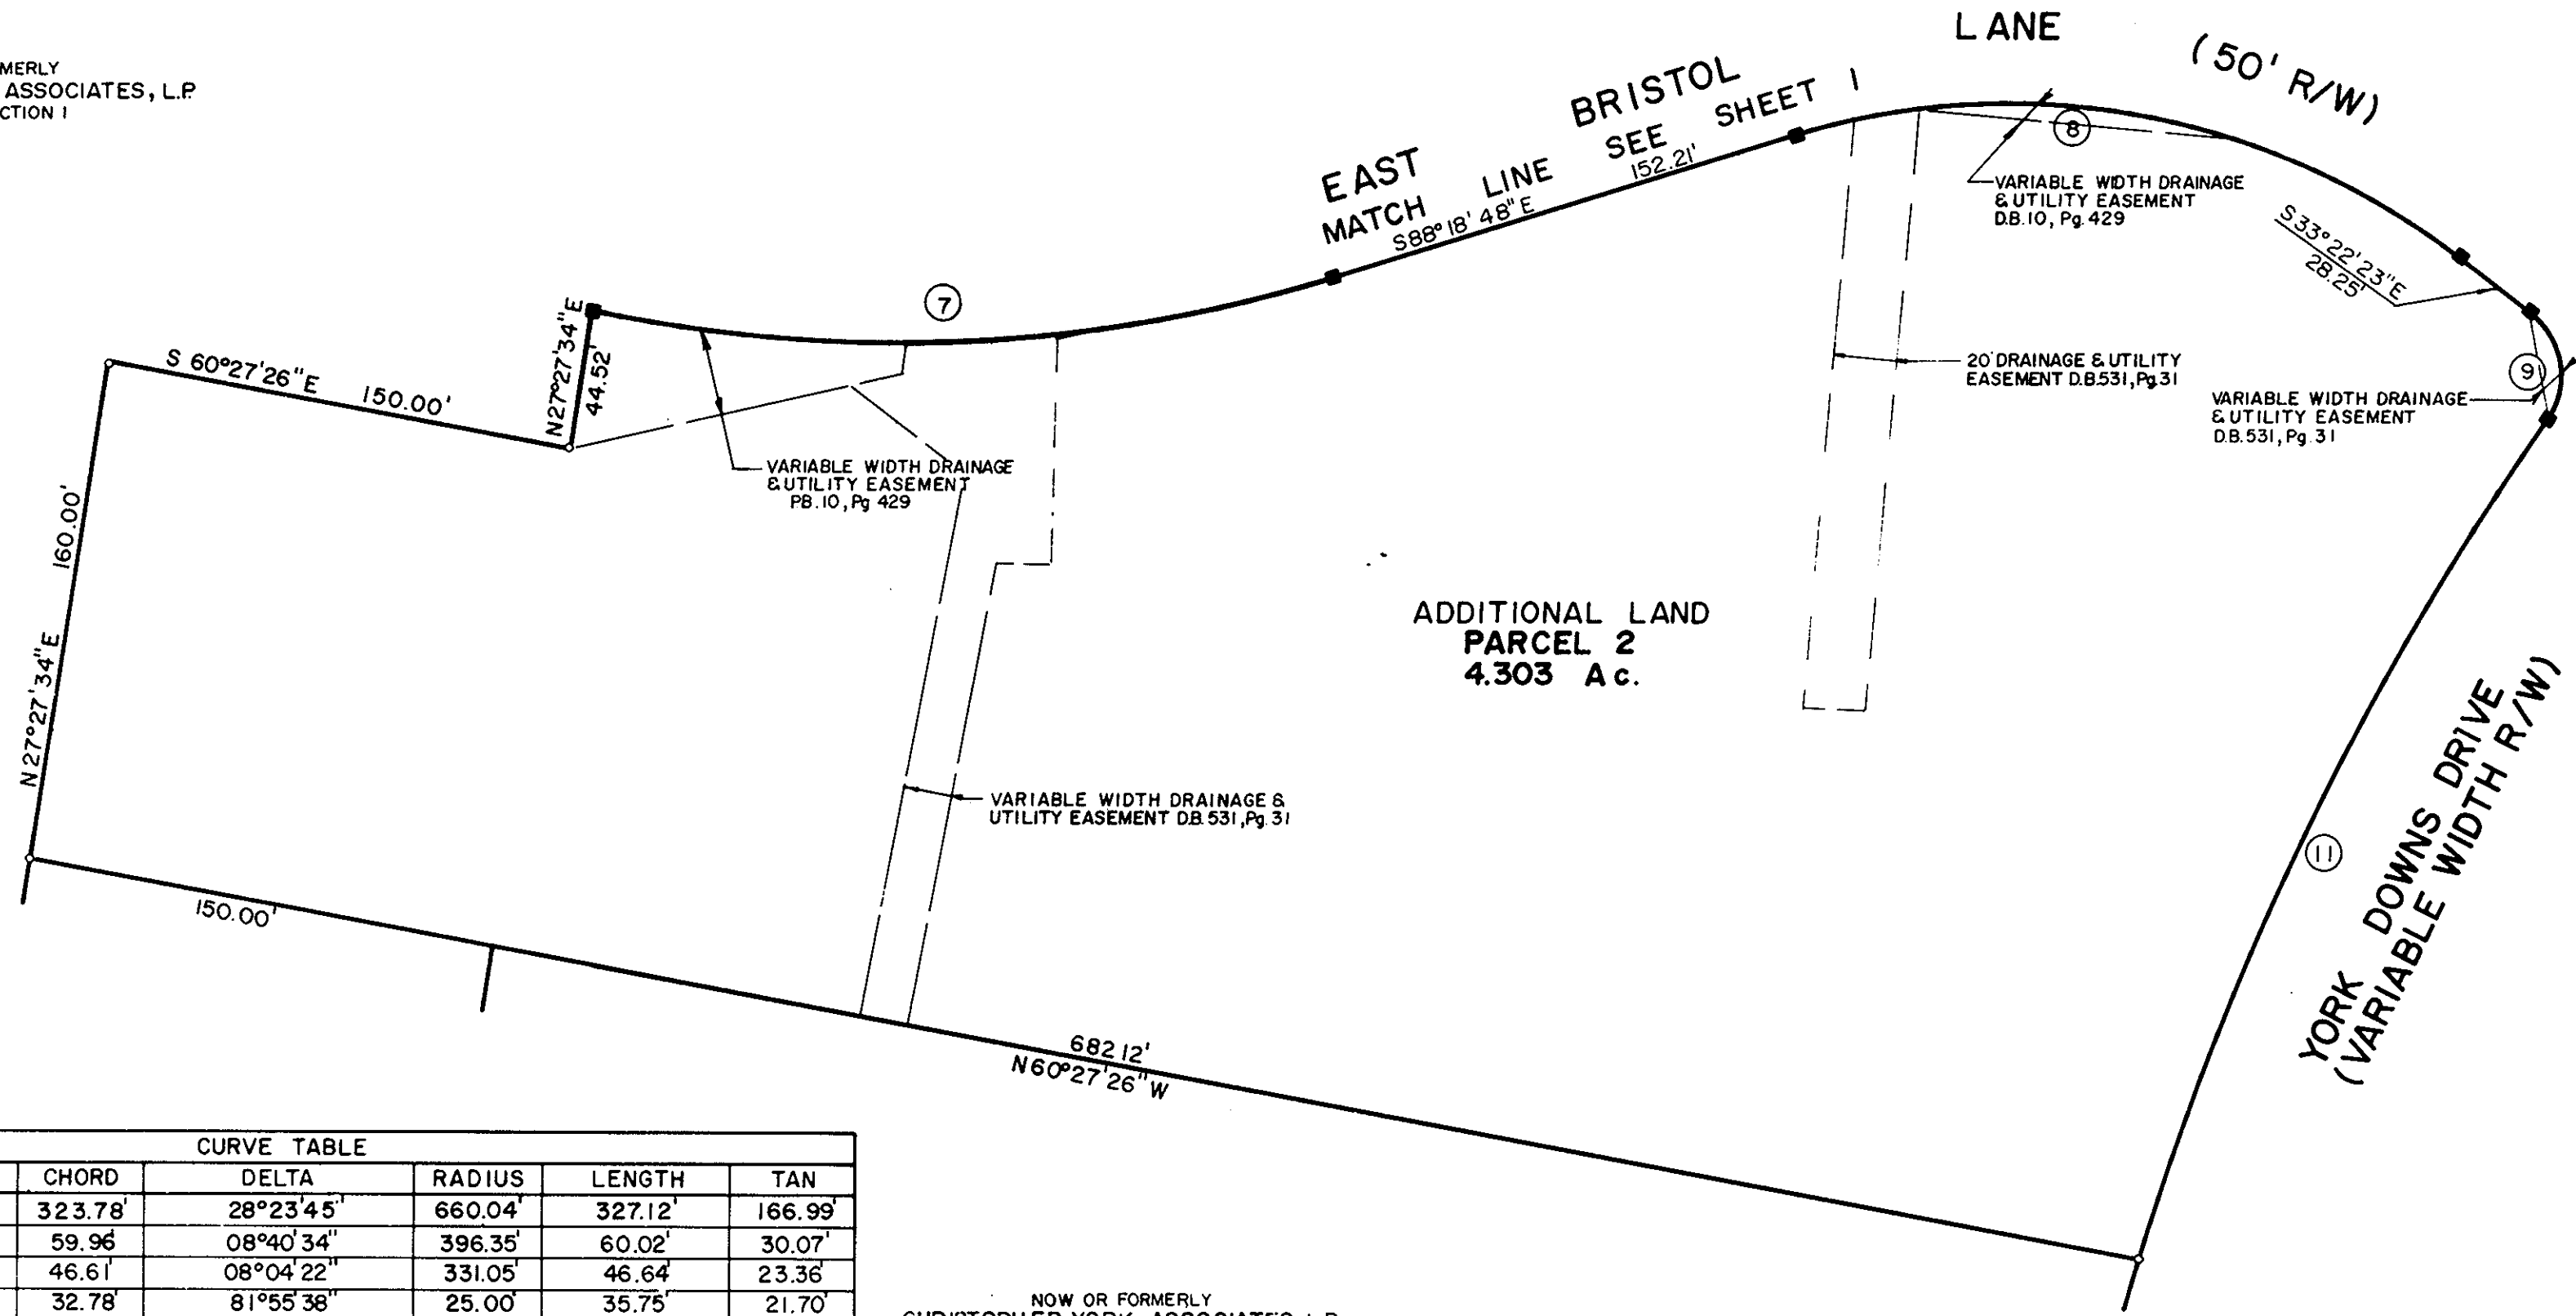 LANE
(50' R/W)
MERLY
ASSOCIATES, L.P.
CTION 1
EAST BRISTOL
MATCH LINE SEE SHEET 1
S88°18'48"E
152.21'
8
VARIABLE WIDTH DRAINAGE
& UTILITY EASEMENT
D.B.10, Pg. 429
S33°22'23"E
28.25'
7
N27°27'34"E
44.52'
S 60°27'26"E 150.00'
20' DRAINAGE & UTILITY
EASEMENT D.B.531, Pg.31
9
VARIABLE WIDTH DRAINAGE
& UTILITY EASEMENT
D.B.531, Pg.31
VARIABLE WIDTH DRAINAGE
& UTILITY EASEMENT
P.B.10, Pg 429
N27°27'34"E 160.00'
ADDITIONAL LAND
PARCEL 2
4.303 Ac.
VARIABLE WIDTH DRAINAGE &
UTILITY EASEMENT D.B.531, Pg.31
11
YORK DOWNS DRIVE
(VARIABLE WIDTH R/W)
150.00'
682.12'
N60°27'26"W
CURVE TABLE
CHORD DELTA RADIUS LENGTH TAN
323.78' 28°23'45" 660.04' 327.12' 166.99'
59.96' 08°40'34" 396.35' 60.02' 30.07'
46.61' 08°04'22" 331.05' 46.64' 23.36'
32.78' 81°55'38" 25.00' 35.75' 21.70'
NOW OR FORMERLY
CHRISTOPHER YORK ASSOCIATES, L.P.